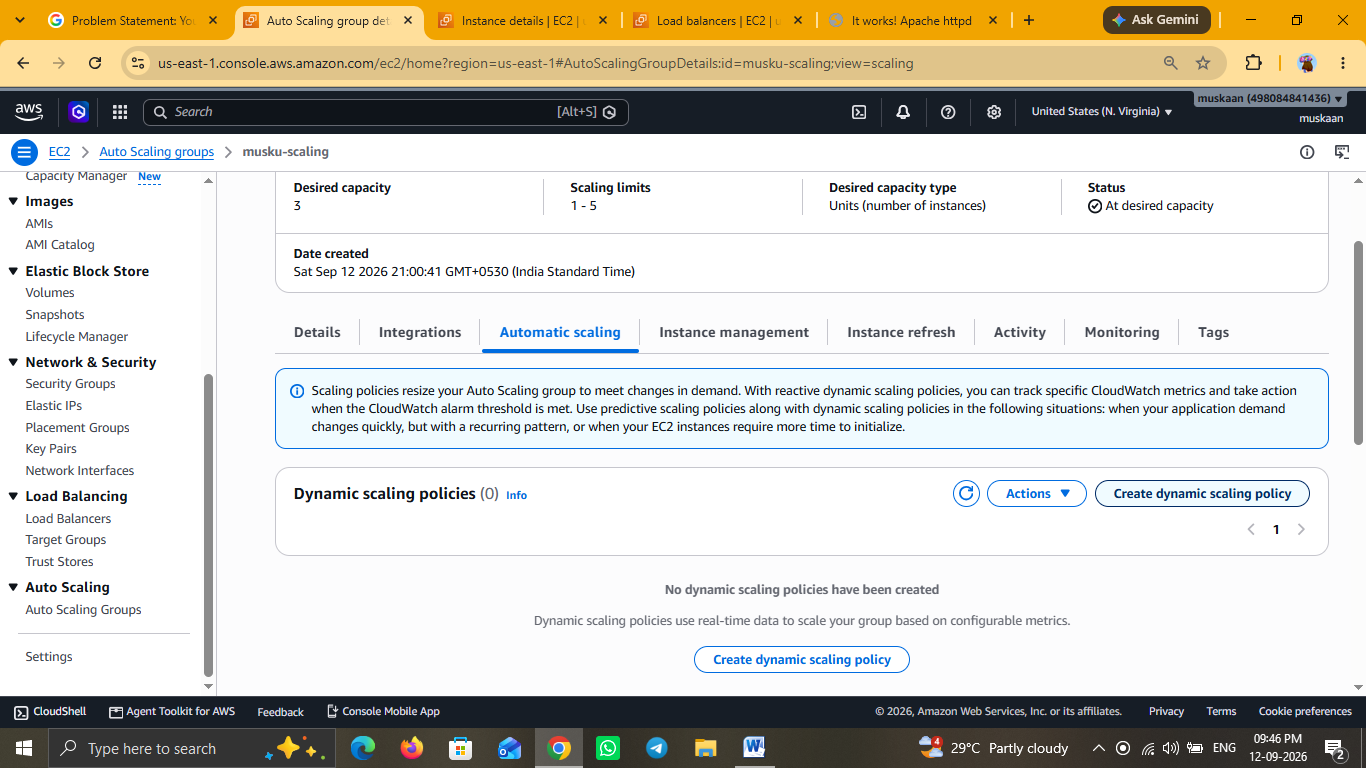 Problem Statement: Yo
Auto Scaling group det
Instance details | EC2 | u
Load balancers | EC2 | u
It works! Apache httpd
Ask Gemini
us-east-1.console.aws.amazon.com/ec2/home?region=us-east-1#AutoScalingGroupDetails:id=musku-scaling;view=scaling
aws
Search
[Alt+S]
United States (N. Virginia)
muskaan (498084841436)
muskaan
EC2
Auto Scaling groups
musku-scaling
Capacity Manager New
Images
AMIs
AMI Catalog
Elastic Block Store
Volumes
Snapshots
Lifecycle Manager
Network & Security
Security Groups
Elastic IPs
Placement Groups
Key Pairs
Network Interfaces
Load Balancing
Load Balancers
Target Groups
Trust Stores
Auto Scaling
Auto Scaling Groups
Settings
Desired capacity
3
Scaling limits
1 - 5
Desired capacity type
Units (number of instances)
Status
At desired capacity
Date created
Sat Sep 12 2026 21:00:41 GMT+0530 (India Standard Time)
Details
Integrations
Automatic scaling
Instance management
Instance refresh
Activity
Monitoring
Tags
Scaling policies resize your Auto Scaling group to meet changes in demand. With reactive dynamic scaling policies, you can track specific CloudWatch metrics and take action
when the CloudWatch alarm threshold is met. Use predictive scaling policies along with dynamic scaling policies in the following situations: when your application demand
changes quickly, but with a recurring pattern, or when your EC2 instances require more time to initialize.
Dynamic scaling policies (0) Info
Actions
Create dynamic scaling policy
1
No dynamic scaling policies have been created
Dynamic scaling policies use real-time data to scale your group based on configurable metrics.
Create dynamic scaling policy
CloudShell
Agent Toolkit for AWS
Feedback
Console Mobile App
© 2026, Amazon Web Services, Inc. or its affiliates.
Privacy
Terms
Cookie preferences
Type here to search
29°C Partly cloudy
ENG
09:46 PM
12-09-2026
2